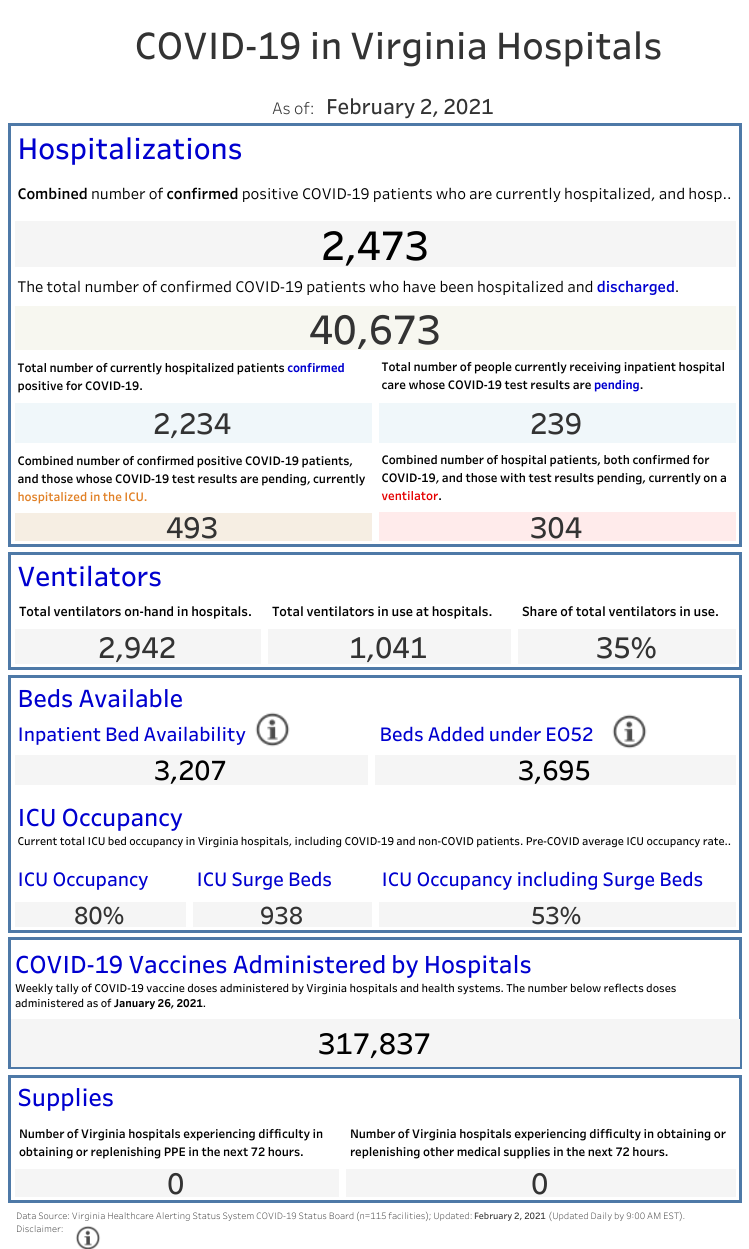 COVID-19 in Virginia Hospitals
As of: February 2, 2021
Hospitalizations
Combined number of confirmed positive COVID-19 patients who are currently hospitalized, and hosp..
2,473
The total number of confirmed COVID-19 patients who have been hospitalized and discharged.
40,673
Total number of currently hospitalized patients confirmed
positive for COVID-19.
2,234
Total number of people currently receiving inpatient hospital
care whose COVID-19 test results are pending.
239
Combined number of confirmed positive COVID-19 patients,
and those whose COVID-19 test results are pending, currently
hospitalized in the ICU.
493
Combined number of hospital patients, both confirmed for
COVID-19, and those with test results pending, currently on a
ventilator.
304
Ventilators
Total ventilators on-hand in hospitals.
2,942
Total ventilators in use at hospitals.
1,041
Share of total ventilators in use.
35%
Beds Available
Inpatient Bed Availability
3,207
Beds Added under EO52
3,695
ICU Occupancy
Current total ICU bed occupancy in Virginia hospitals, including COVID-19 and non-COVID patients. Pre-COVID average ICU occupancy rate..
ICU Occupancy
80%
ICU Surge Beds
938
ICU Occupancy including Surge Beds
53%
COVID-19 Vaccines Administered by Hospitals
Weekly tally of COVID-19 vaccine doses administered by Virginia hospitals and health systems. The number below reflects doses
administered as of January 26, 2021.
317,837
Supplies
Number of Virginia hospitals experiencing difficulty in
obtaining or replenishing PPE in the next 72 hours.
0
Number of Virginia hospitals experiencing difficulty in obtaining or
replenishing other medical supplies in the next 72 hours.
0
Data Source: Virginia Healthcare Alerting Status System COVID-19 Status Board (n=115 facilities); Updated: February 2, 2021 (Updated Daily by 9:00 AM EST).
Disclaimer: